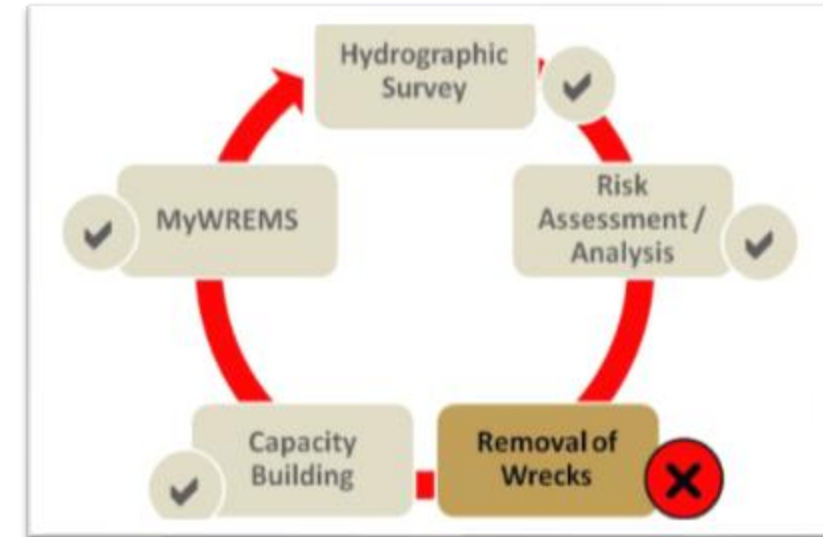 Hydrographic
Survey
Risk
Assessment /
Analysis
Removal of
Wrecks
Capacity
Building
MyWREMS